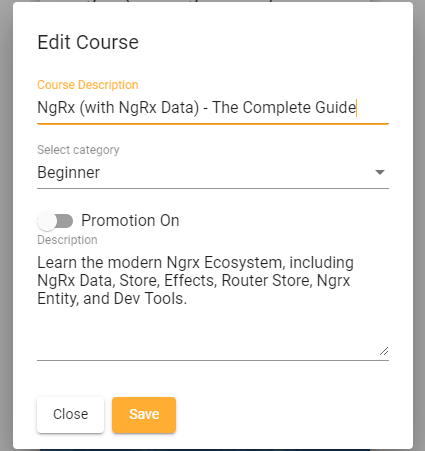 Edit Course
Course Description
NgRx (with NgRx Data) - The Complete Guide
Select category
Beginner
Promotion On
Description
Learn the modern Ngrx Ecosystem, including
NgRx Data, Store, Effects, Router Store, Ngrx
Entity, and Dev Tools.
Close
Save